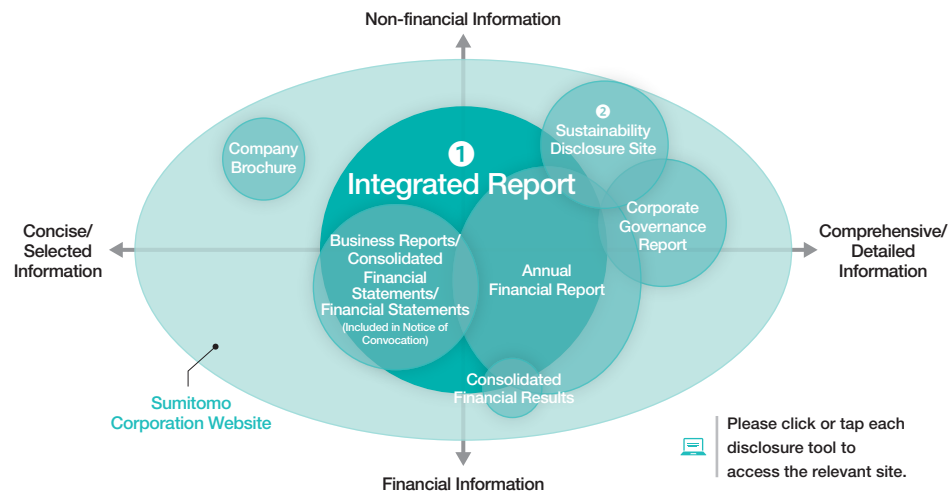 Non-financial Information
❷
Sustainability
Disclosure Site
Company
Brochure
❶
Integrated Report
Corporate
Governance
Report
Concise/
Selected
Information
Comprehensive/
Detailed
Information
Business Reports/
Consolidated
Financial
Statements/
Financial Statements
(Included in Notice of
Convocation)
Annual
Financial Report
Consolidated
Financial Results
Sumitomo
Corporation Website
Please click or tap each
disclosure tool to
access the relevant site.
Financial Information